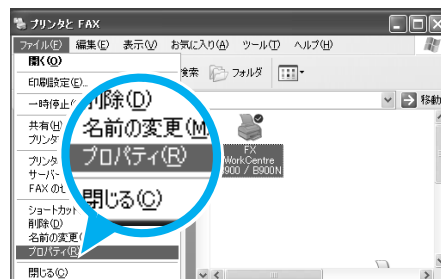 プリンタと FAX
ファイル(F) 編集(E) 表示(V) お気に入り(A) ツール(T) ヘルプ(H)
開く(O)
印刷設定(E)...
一時停止(
共有(H)
プリンタ
プリンタ
サーバー
FAX のセ
ショートカット
削除(D)
名前の変更(
プロパティ(R)
閉じる(C)
検索 フォルダ
移動
削除(D)
名前の変更(M
プロパティ(R)
閉じる(C)
FX
WorkCentre
B900 / B900N